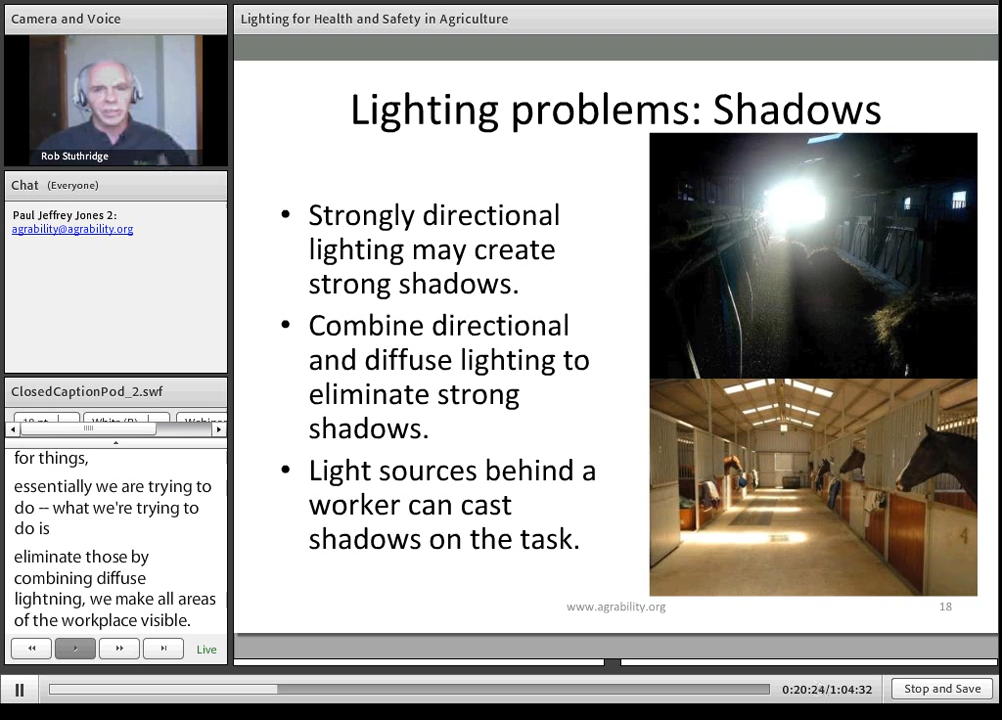 Camera and Voice
Rob Stuthridge
Chat (Everyone)
Paul Jeffrey Jones 2:
agrability@agrability.org
ClosedCaptionPod_2.swf
for things,
essentially we are trying to
do -- what we're trying to
do is
eliminate those by
combining diffuse
lightning, we make all areas
of the workplace visible.
Live
Lighting for Health and Safety in Agriculture
Lighting problems: Shadows
• Strongly directional
lighting may create
strong shadows.
• Combine directional
and diffuse lighting to
eliminate strong
shadows.
• Light sources behind a
worker can cast
shadows on the task.
4
www.agrability.org
18
0:20:24/1:04:32
Stop and Save